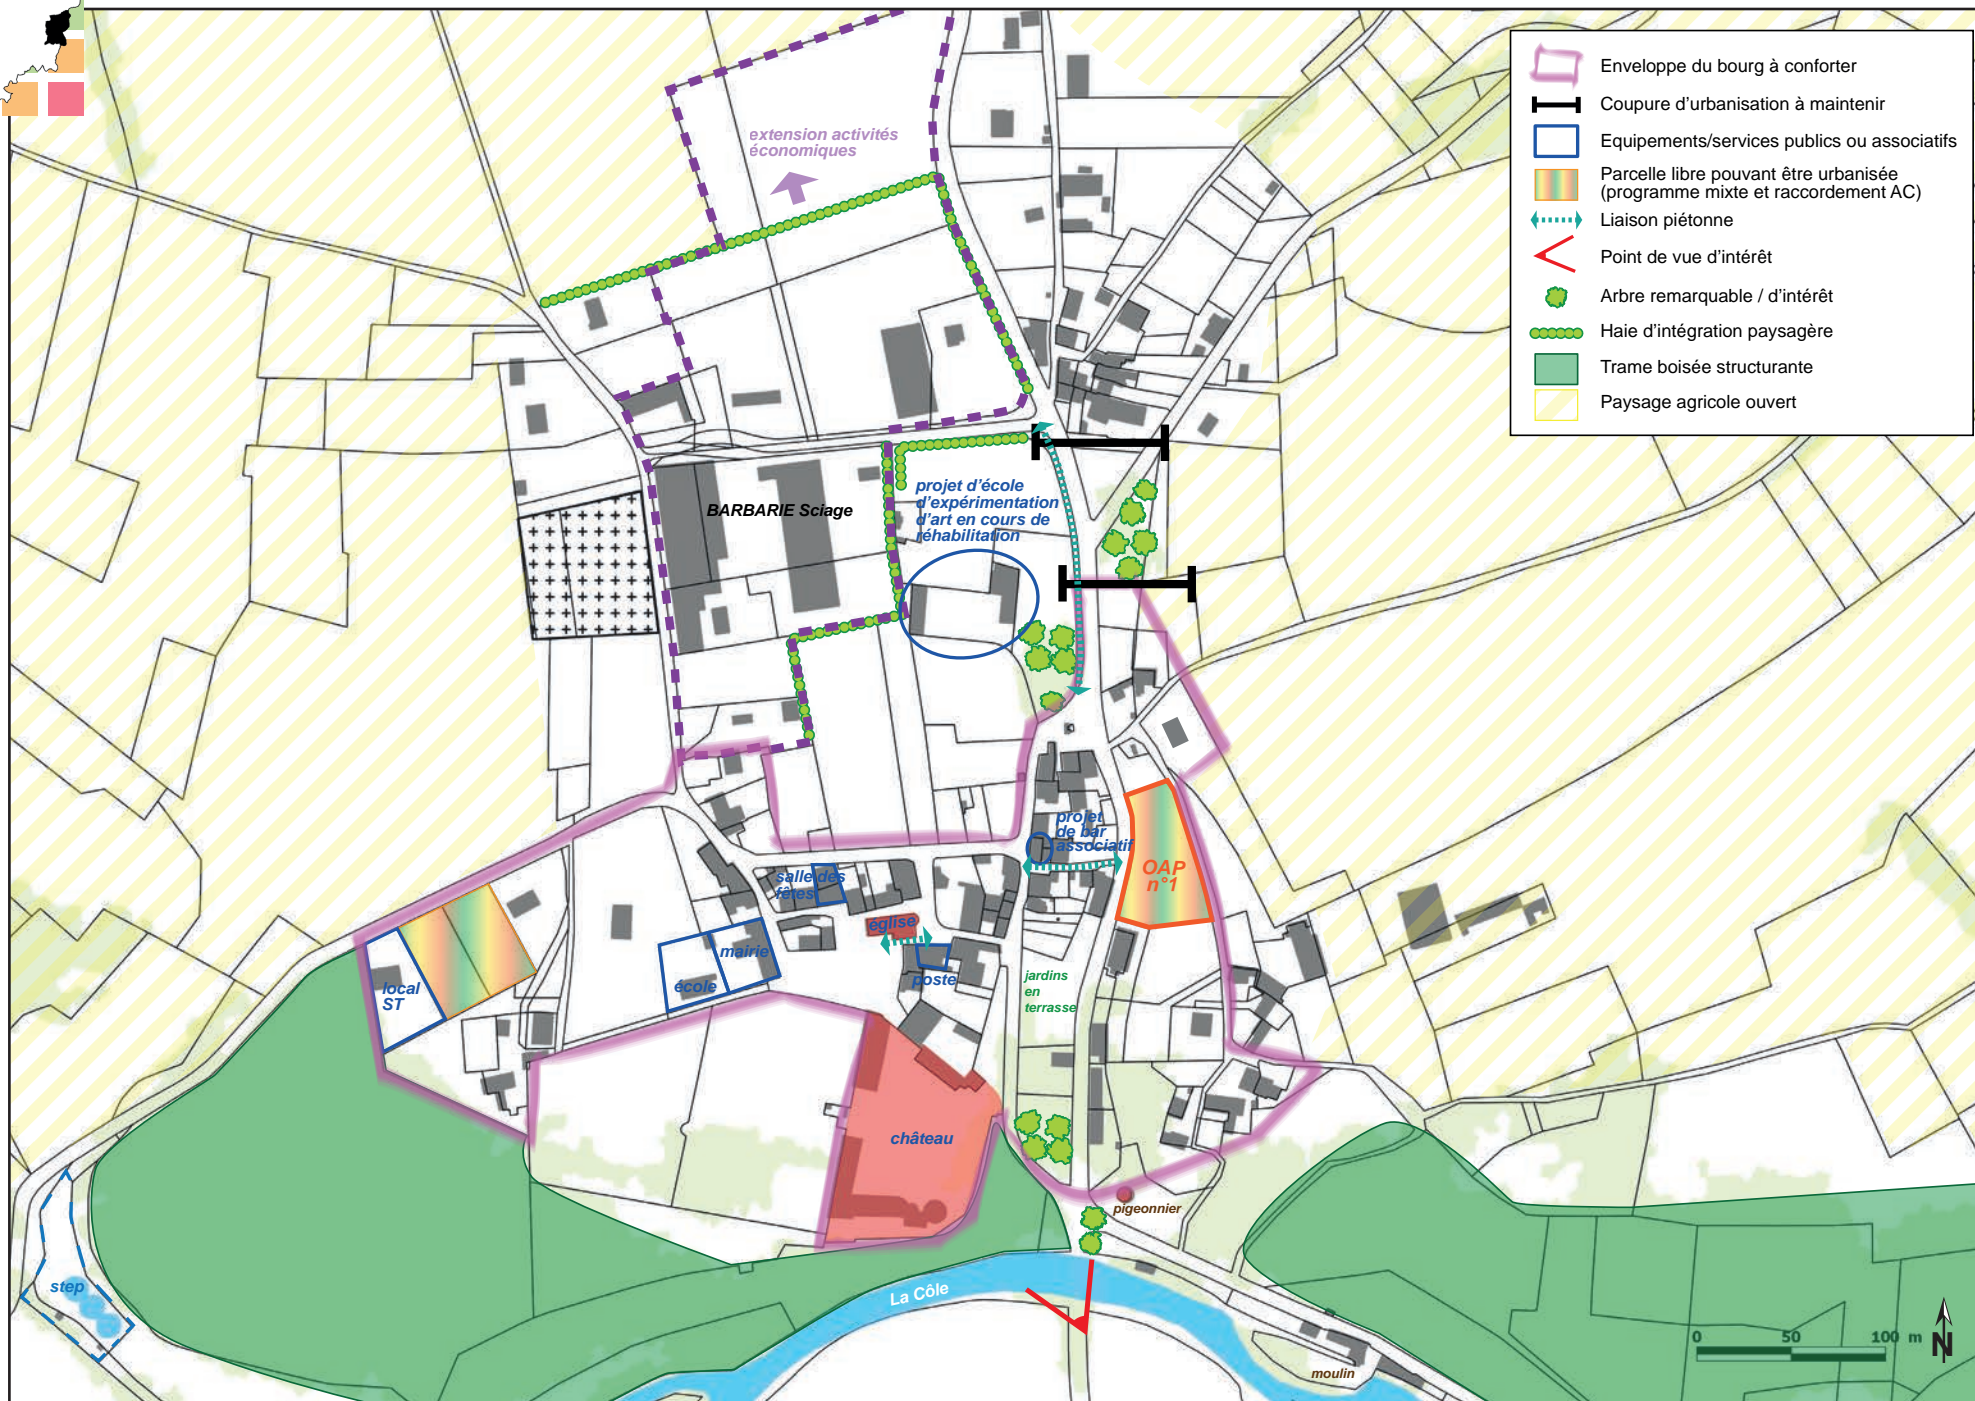 Enveloppe du bourg à conforter
Coupure d'urbanisation à maintenir
Equipements/services publics ou associatifs
Parcelle libre pouvant être urbanisée
(programme mixte et raccordement AC)
Liaison piétonne
Point de vue d'intérêt
Arbre remarquable / d'intérêt
Haie d'intégration paysagère
Trame boisée structurante
Paysage agricole ouvert
extension activités
économiques
BARBARIE Sciage
projet d'école
d'expérimentation
d'art en cours de
réhabilitation
projet
de bar
associatif
OAP
n°1
salle des
fêtes
église
mairie
école
poste
local
ST
jardins
en
terrasse
château
pigeonnier
step
La Côle
moulin
0 50 100 m
N